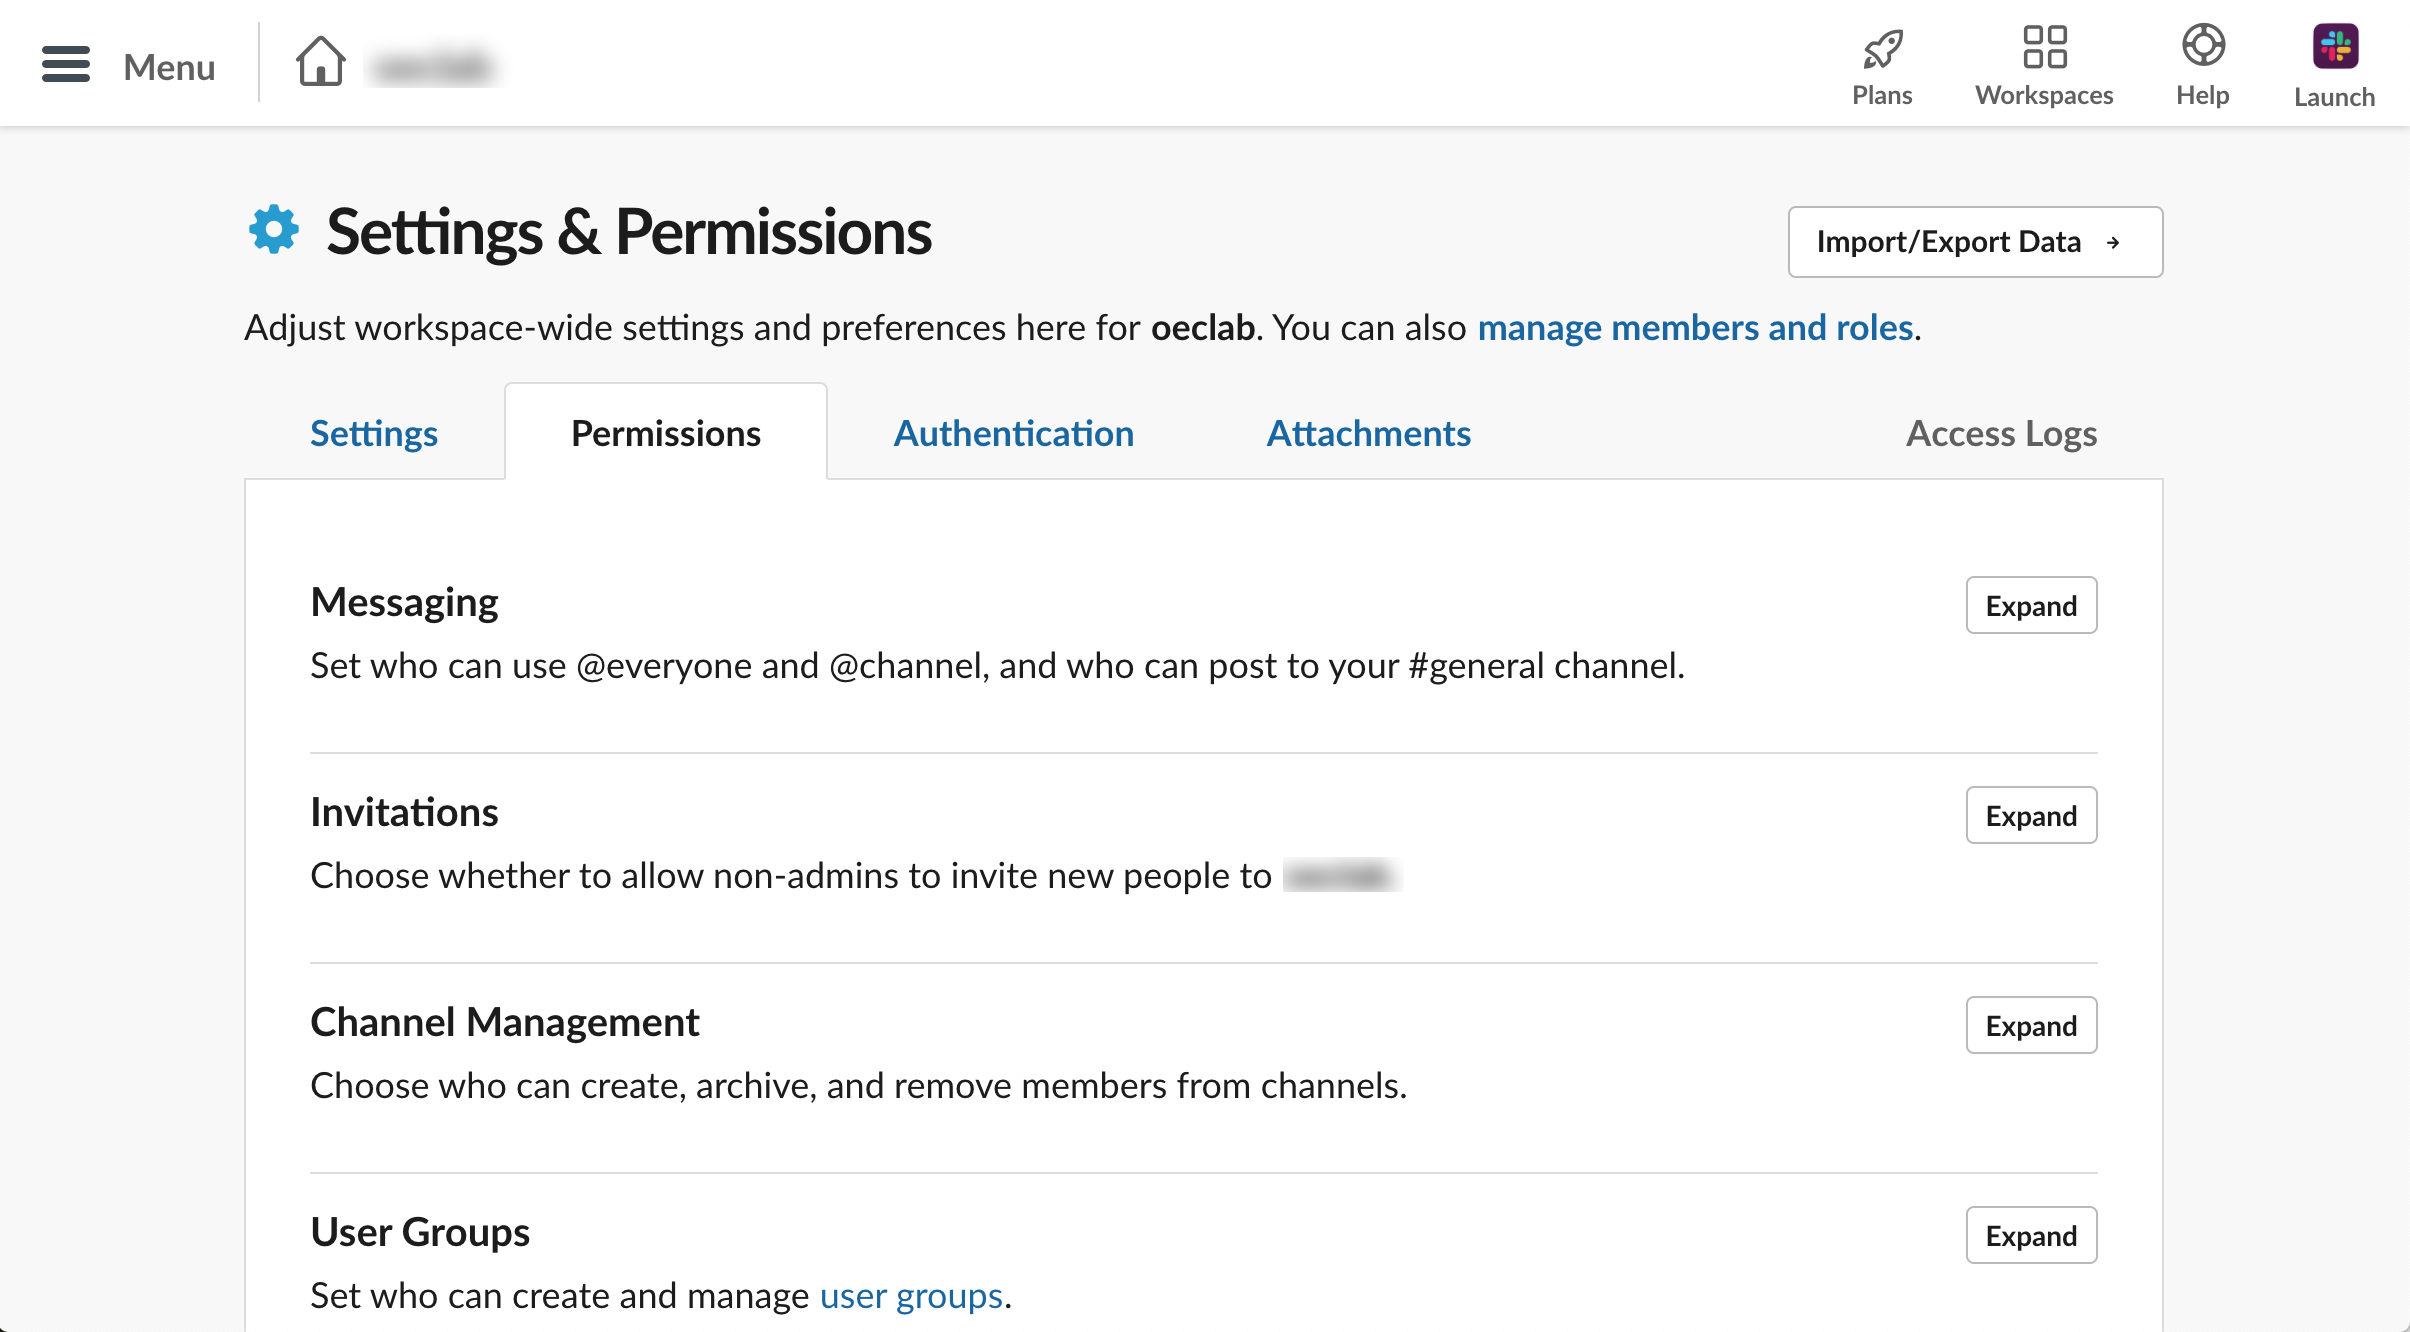 Menu
Plans
Workspaces
Help
Launch
Settings & Permissions
Import/Export Data →
Adjust workspace-wide settings and preferences here for oeclab. You can also manage members and roles.
Settings
Permissions
Authentication
Attachments
Access Logs
Messaging
Expand
Set who can use @everyone and @channel, and who can post to your #general channel.
Invitations
Expand
Choose whether to allow non-admins to invite new people to
Channel Management
Expand
Choose who can create, archive, and remove members from channels.
User Groups
Expand
Set who can create and manage user groups.